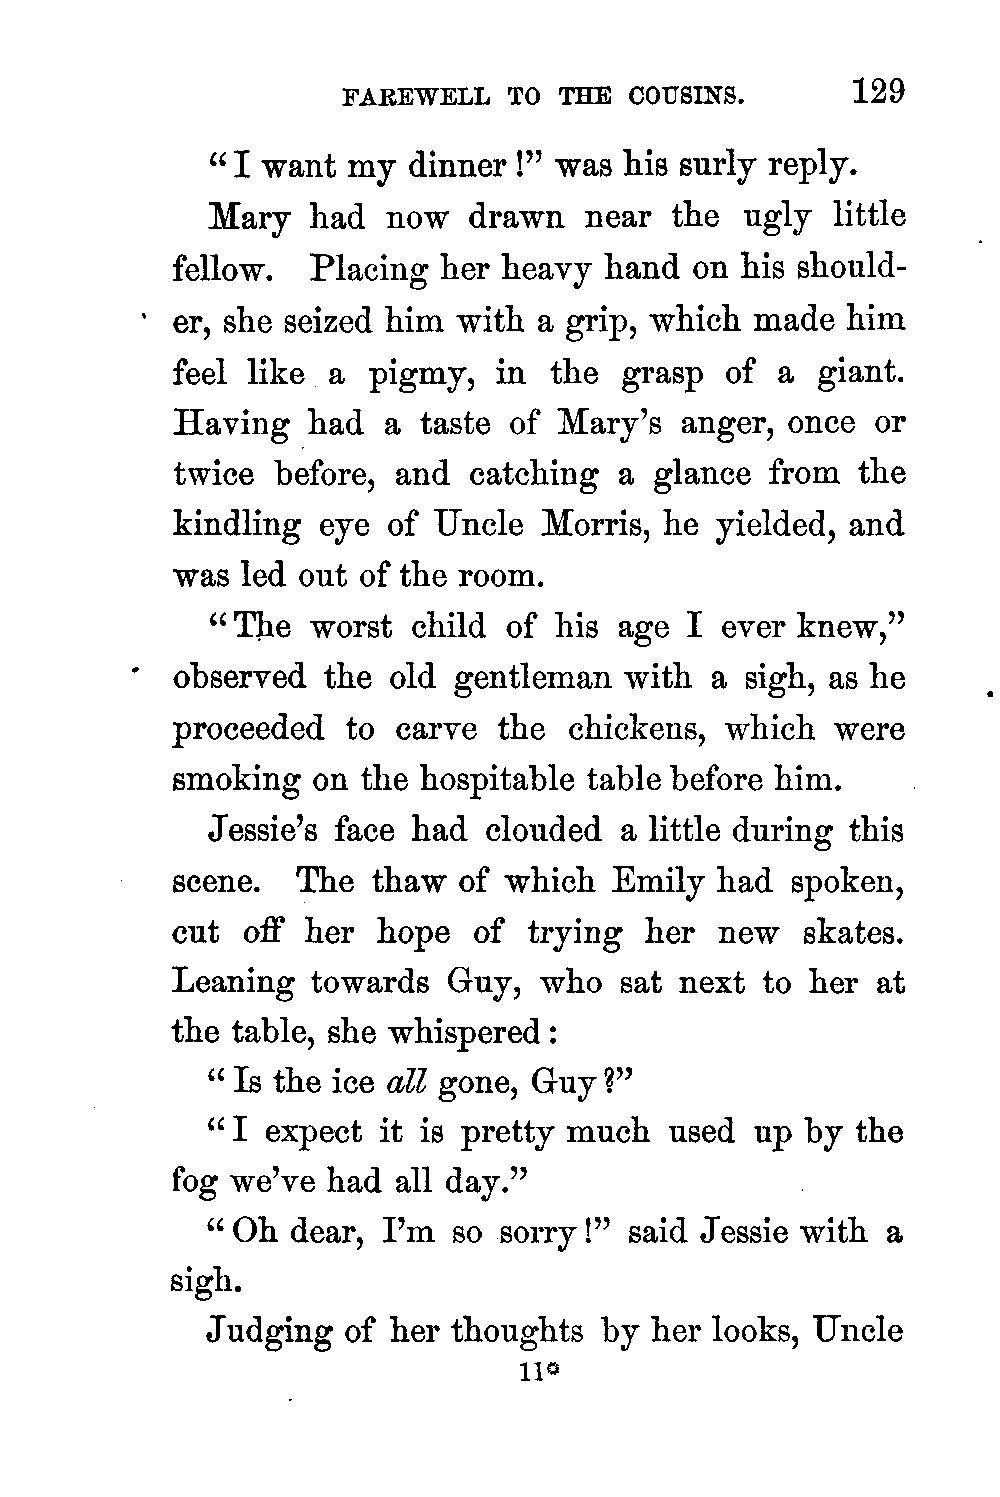 FAREWELL TO THE COUSINS. 129
“I want my dinner!” was his surly reply.
Mary had now drawn near the ugly little
fellow. Placing her heavy hand on his should-
er, she seized him with a grip, which made him
feel like a pigmy, in the grasp of a giant.
Having had a taste of Mary’s anger, once or
twice before, and catching a glance from the
kindling eye of Uncle Morris, he yielded, and
was led out of the room.
“The worst child of his age I ever knew,”
observed the old gentleman with a sigh, as he
proceeded to carve the chickens, which were
smoking on the hospitable table before him.
Jessie’s face had clouded a little during this
scene. The thaw of which Emily had spoken,
cut off her hope of trying her new skates.
Leaning towards Guy, who sat next to her at
the table, she whispered:
“Is the ice all gone, Guy?”
“I expect it is pretty much used up by the
fog we’ve had all day.”
“Oh dear, I’m so sorry!” said Jessie with a
sigh.
Judging of her thoughts by her looks, Uncle
11*